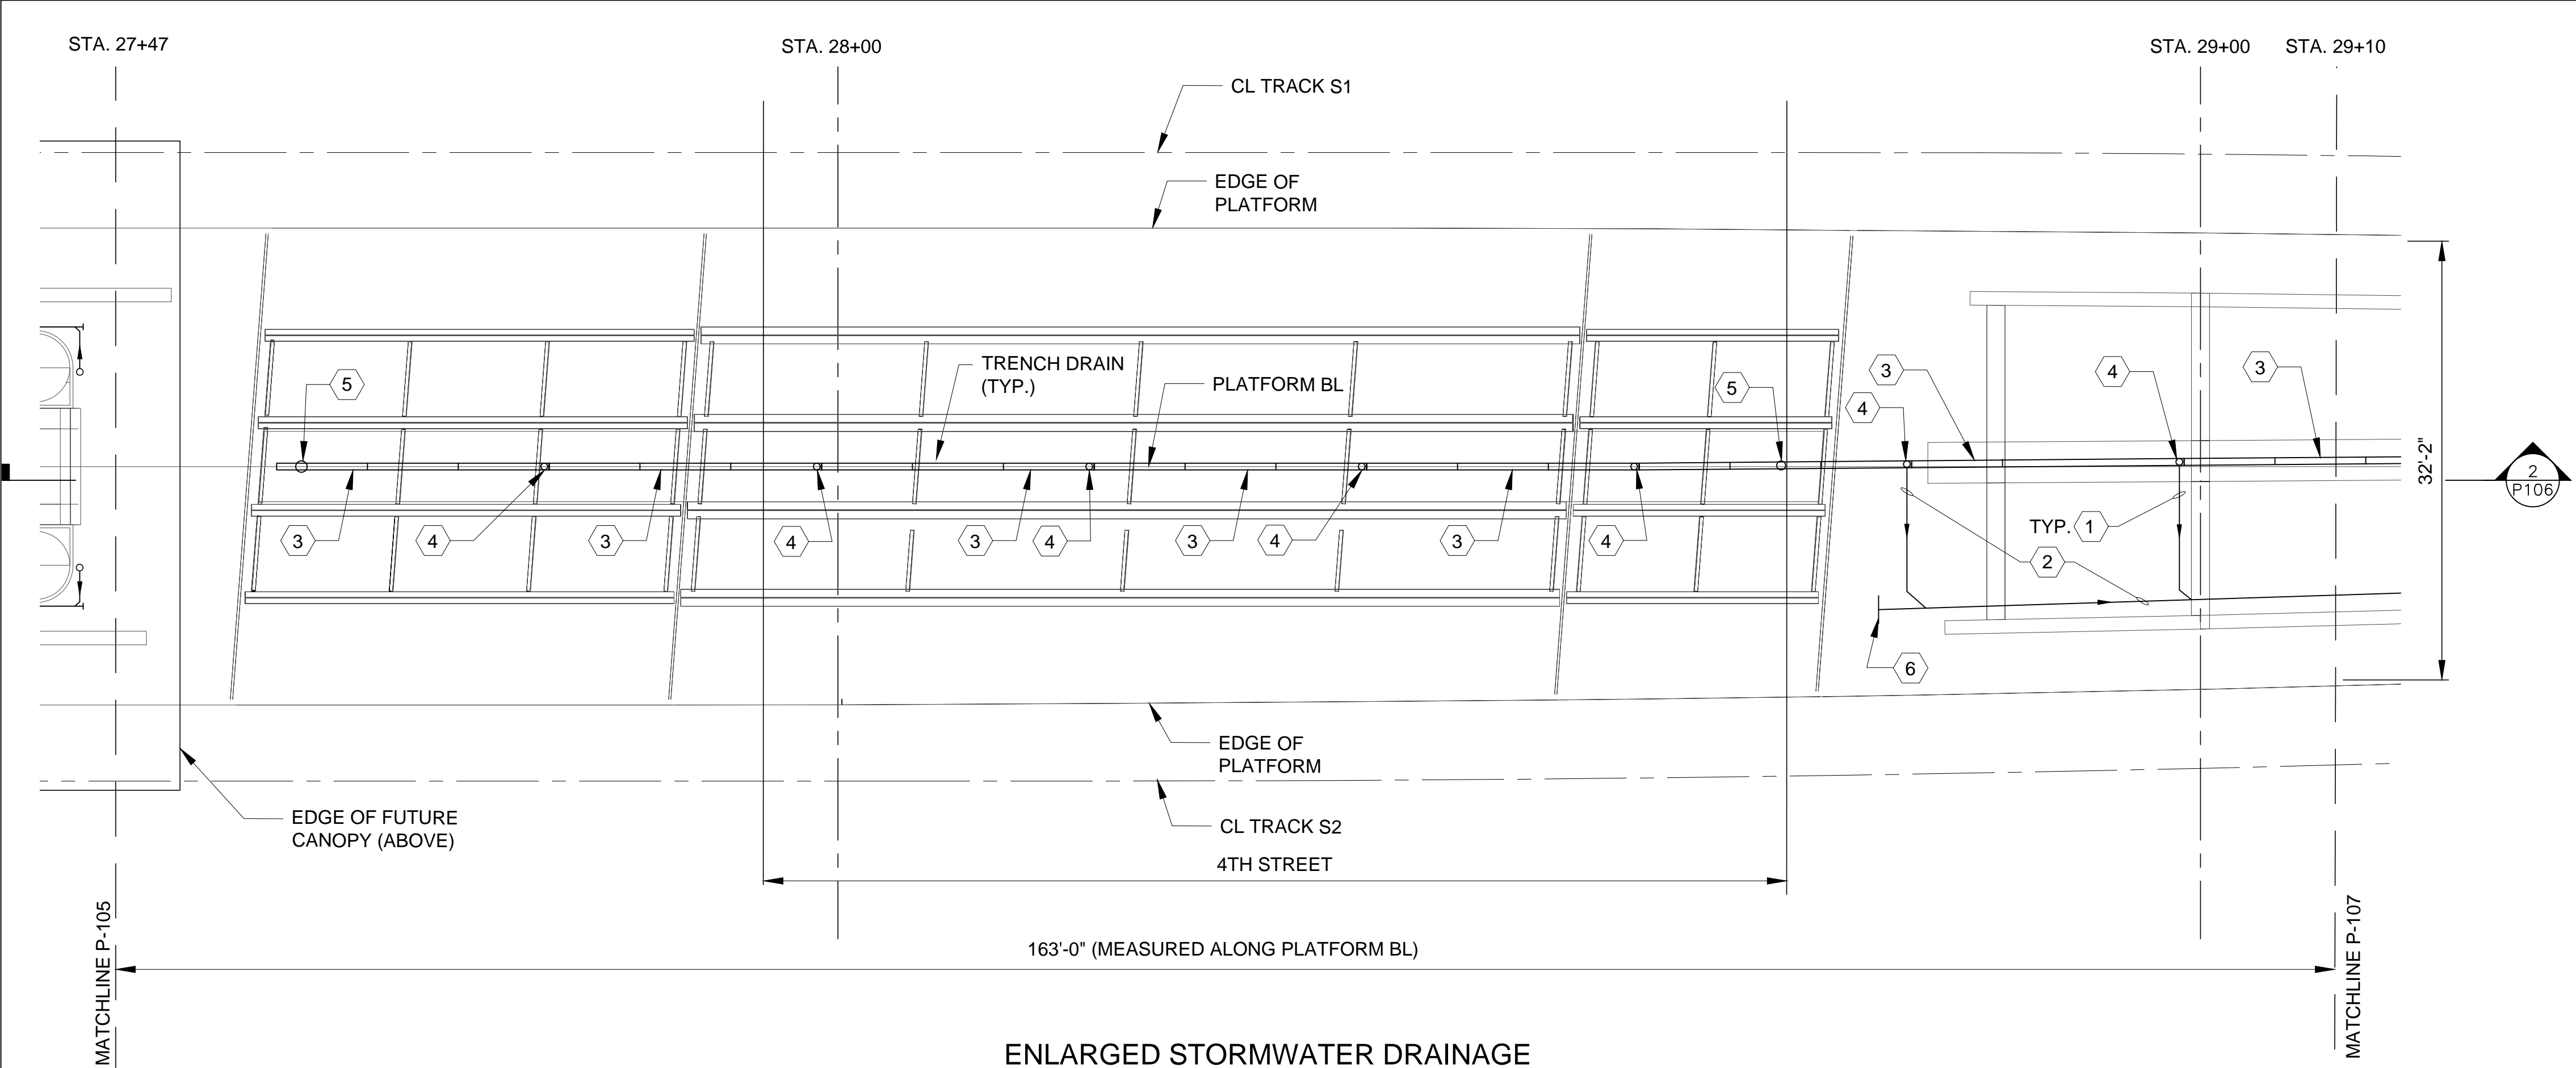 STA. 27+47
STA. 28+00
STA. 29+00
STA. 29+10
CL TRACK S1
EDGE OF
PLATFORM
TRENCH DRAIN
(TYP.)
PLATFORM BL
5
5
3
4
3
4
3
4
3
4
3
4
3
4
3
4
TYP. 1
2
6
32'-2"
2
P106
EDGE OF
PLATFORM
CL TRACK S2
EDGE OF FUTURE
CANOPY (ABOVE)
4TH STREET
163'-0" (MEASURED ALONG PLATFORM BL)
MATCHLINE P-105
MATCHLINE P-107
ENLARGED STORMWATER DRAINAGE